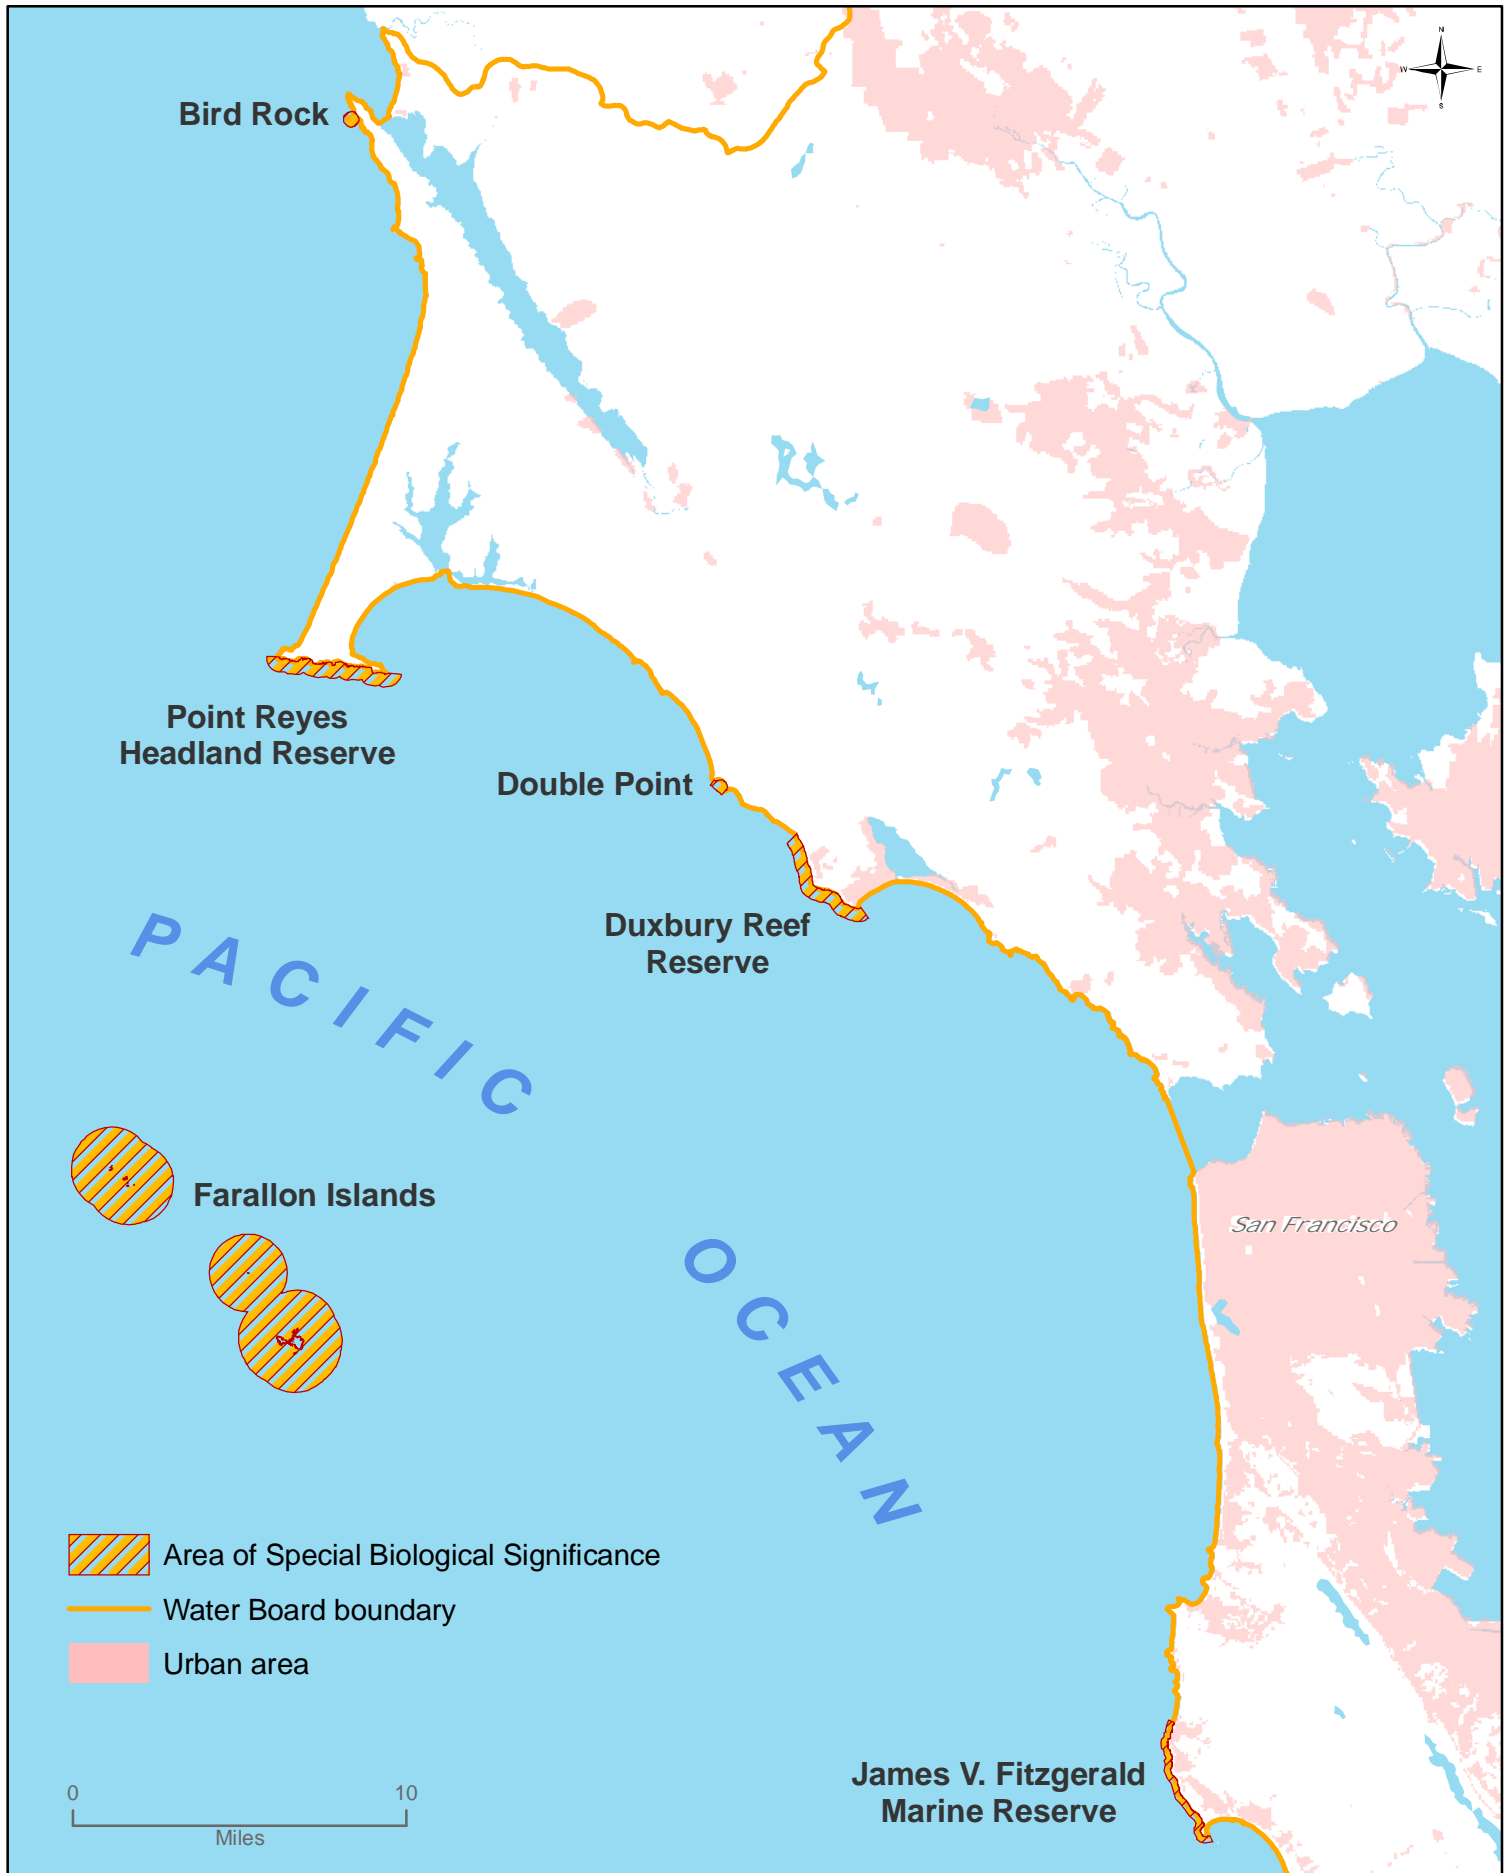 N
W E
S
Bird Rock
Point Reyes
Headland Reserve
Double Point
Duxbury Reef
Reserve
PACIFIC
OCEAN
Farallon Islands
San Francisco
Area of Special Biological Significance
Water Board boundary
Urban area
0 10
Miles
James V. Fitzgerald
Marine Reserve